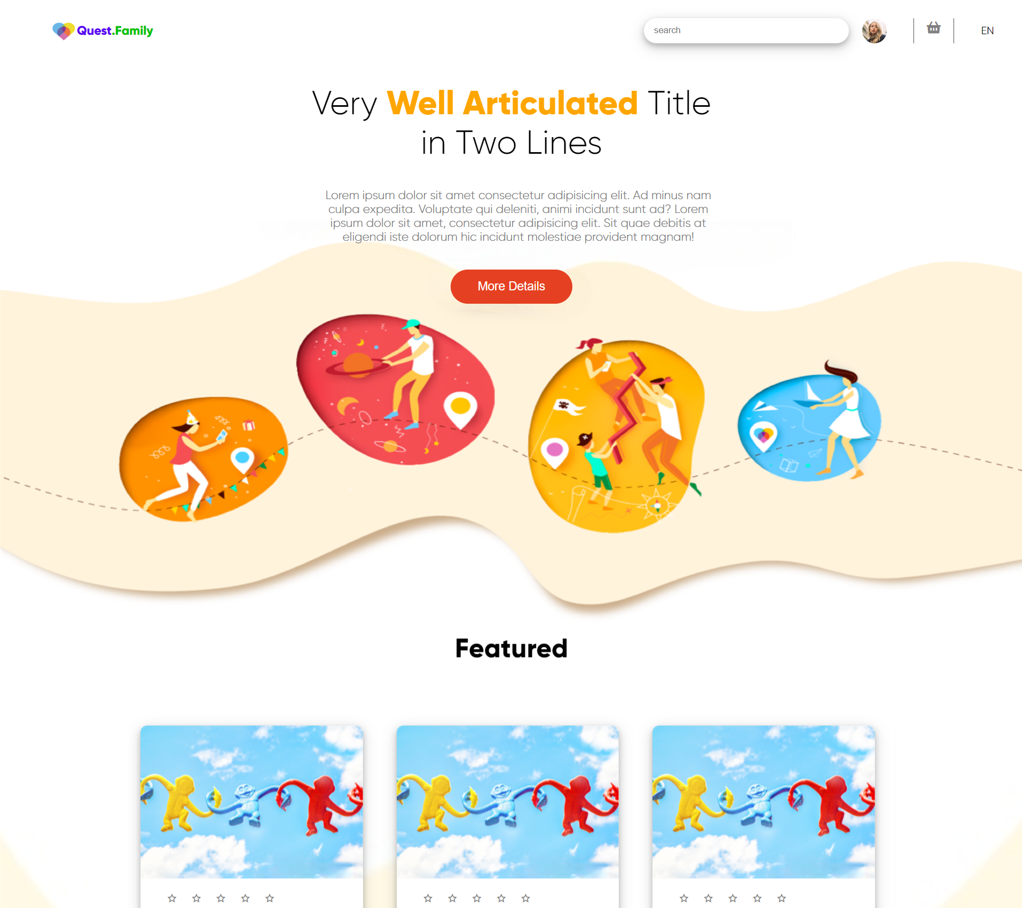 Quest.Family
search
EN
Very Well Articulated Title
in Two Lines
Lorem ipsum dolor sit amet consectetur adipisicing elit. Ad minus nam
culpa expedita. Voluptate qui deleniti, animi incidunt sunt ad? Lorem
ipsum dolor sit amet, consectetur adipisicing elit. Sit quae debitis at
eligendi iste dolorum hic incidunt molestiae provident magnam!
More Details
Featured